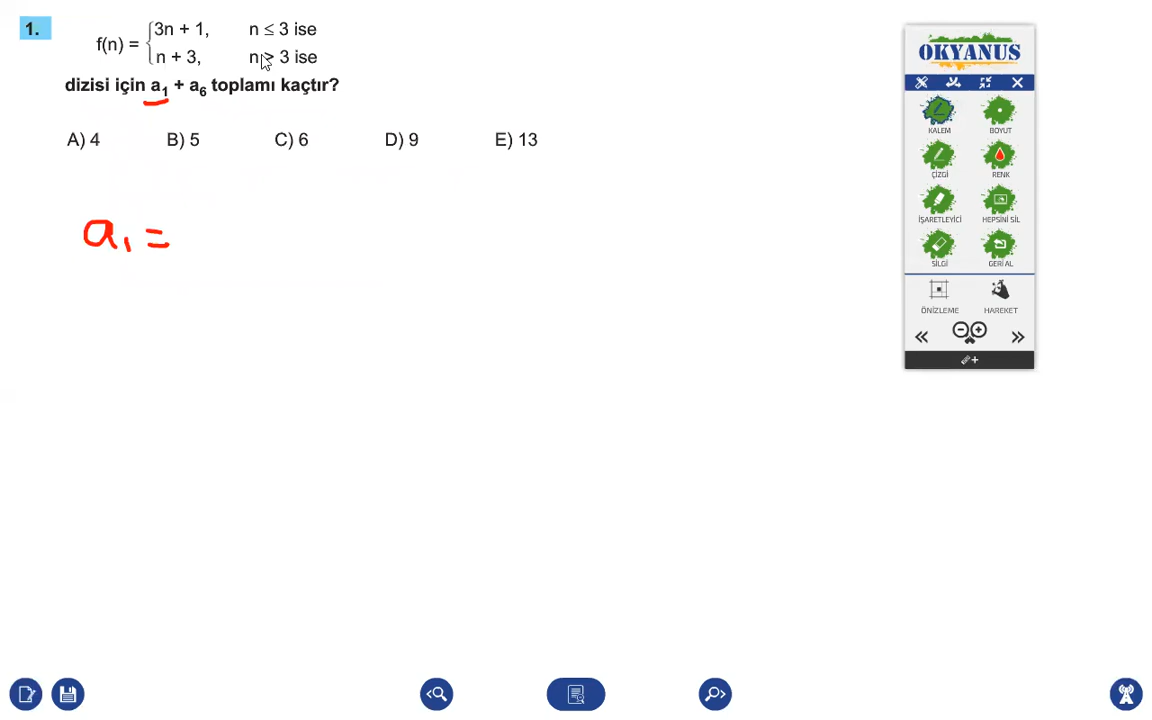 1.
f(n) = { 3n + 1, n ≤ 3 ise
n + 3, n > 3 ise
dizisi için a₁ + a₆ toplamı kaçtır?
A) 4 B) 5 C) 6 D) 9 E) 13
a₁ =
OKYANUS
KALEM BOYUT
ÇİZGİ RENK
İŞARETLEYİCİ HEPSİNİ SİL
SİLGİ GERİ AL
ÖNİZLEME HAREKET